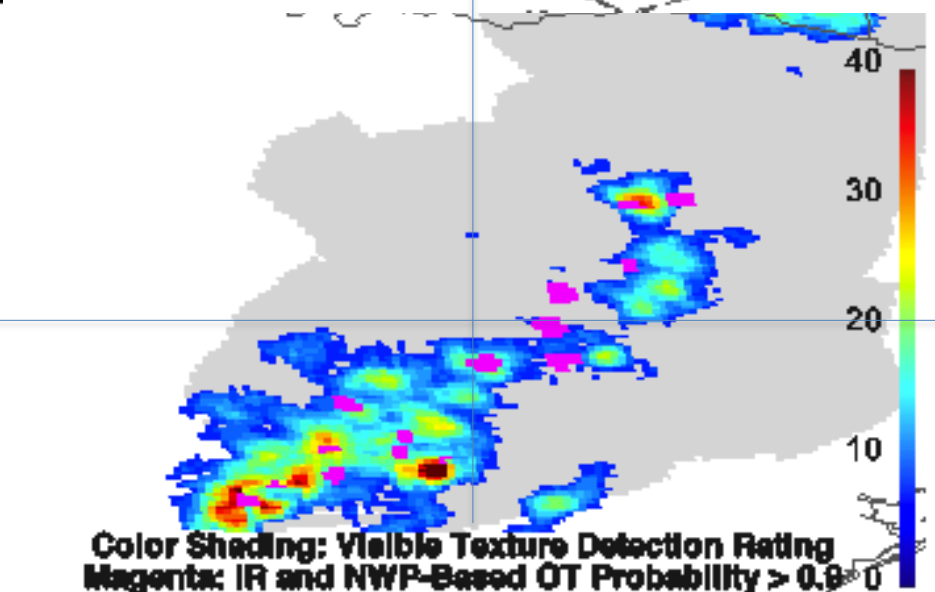 40
30
20
10
Color Shading: Visible Texture Detection Rating
Magenta: IR and NWP-Based OT Probability > 0.9 0